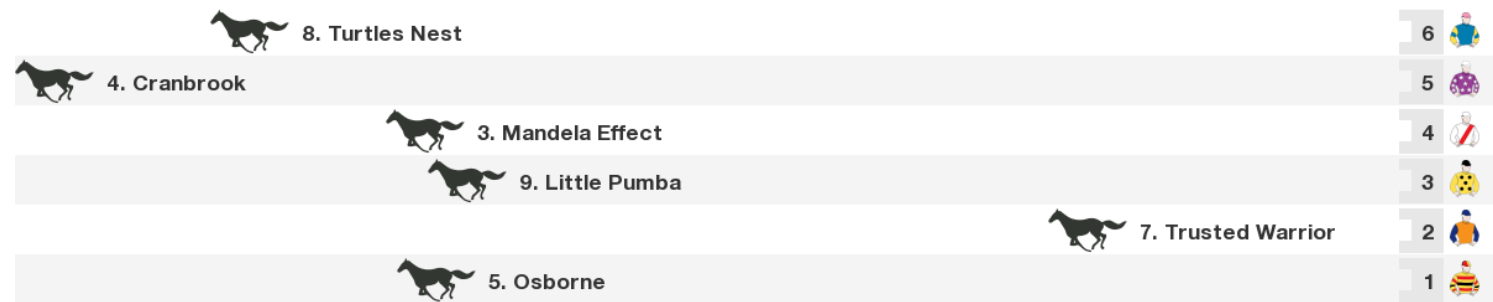 8. Turtles Nest 6
4. Cranbrook 5
3. Mandela Effect 4
9. Little Pumba 3
7. Trusted Warrior 2
5. Osborne 1